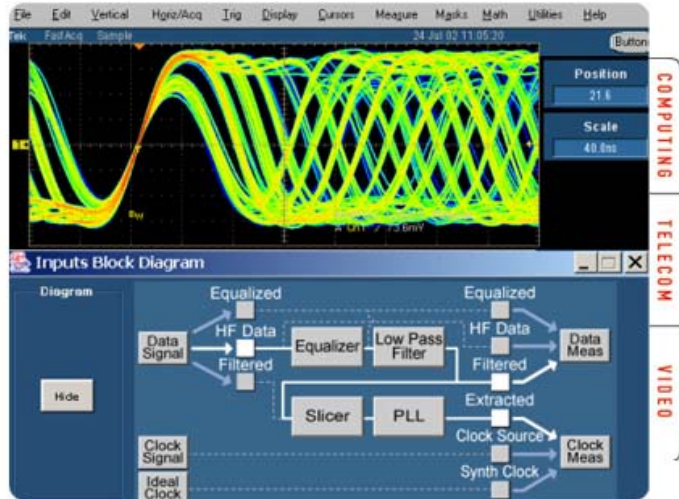 File Edit Vertical Horiz/Acq Trig Display Cursors Measure Masks Math Utilities Help
Tek FastAcq Sample 24 Jul 02 11:05:20 Button
Position
21.6
Scale
40.0ns
COMPUTING
TELECOM
VIDEO
Inputs Block Diagram
Diagram
Hide
Equalized Equalized
HF Data HF Data
Data Signal
Equalizer
Low Pass
Filter
Data
Meas
Filtered Filtered
Slicer PLL
Extracted
Clock Source
Clock
Signal
Clock
Meas
Synth Clock
Ideal
Clock